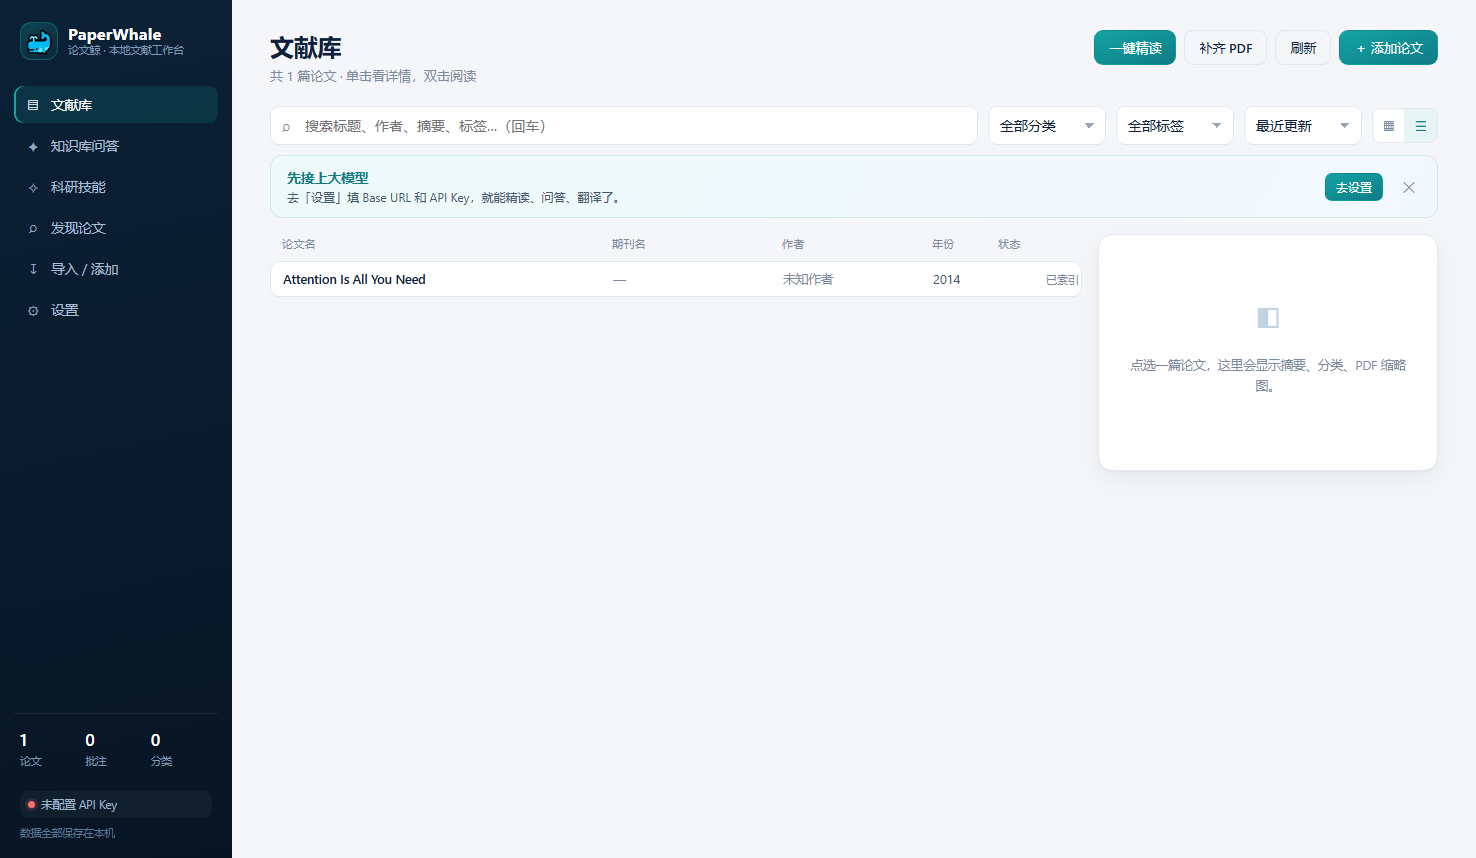 PaperWhale
论文鲸 · 本地文献工作台
文献库
知识库问答
科研技能
发现论文
导入 / 添加
设置
1
论文
0
批注
0
分类
未配置 API Key
数据全部保存在本机
文献库
共 1 篇论文 · 单击看详情，双击阅读
一键精读
补齐 PDF
刷新
+ 添加论文
搜索标题、作者、摘要、标签…（回车）
全部分类
全部标签
最近更新
先接上大模型
去「设置」填 Base URL 和 API Key，就能精读、问答、翻译了。
去设置
论文名 期刊名 作者 年份 状态
Attention Is All You Need — 未知作者 2014 已索引
点选一篇论文，这里会显示摘要、分类、PDF 缩略
图。